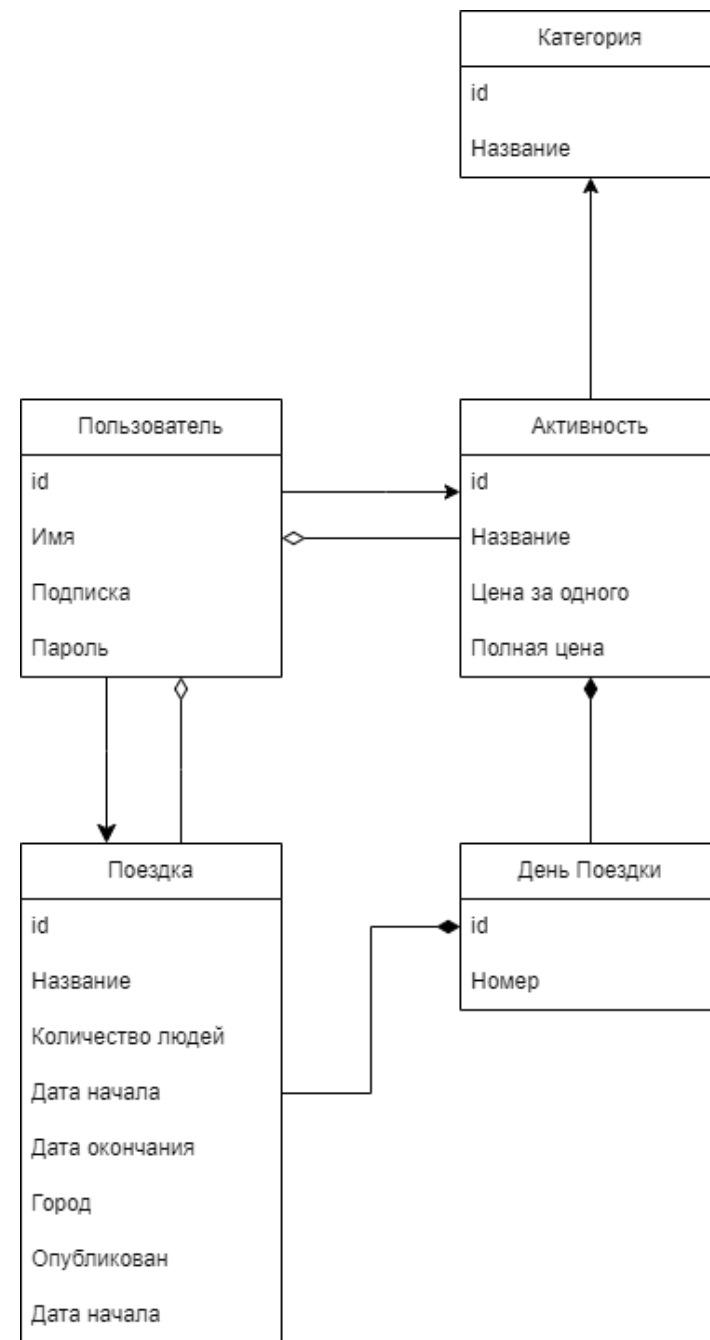 Категория
id
Название
Пользователь
id
Имя
Подписка
Пароль
Активность
id
Название
Цена за одного
Полная цена
Поездка
id
Название
Количество людей
Дата начала
Дата окончания
Город
Опубликован
Дата начала
День Поездки
id
Номер